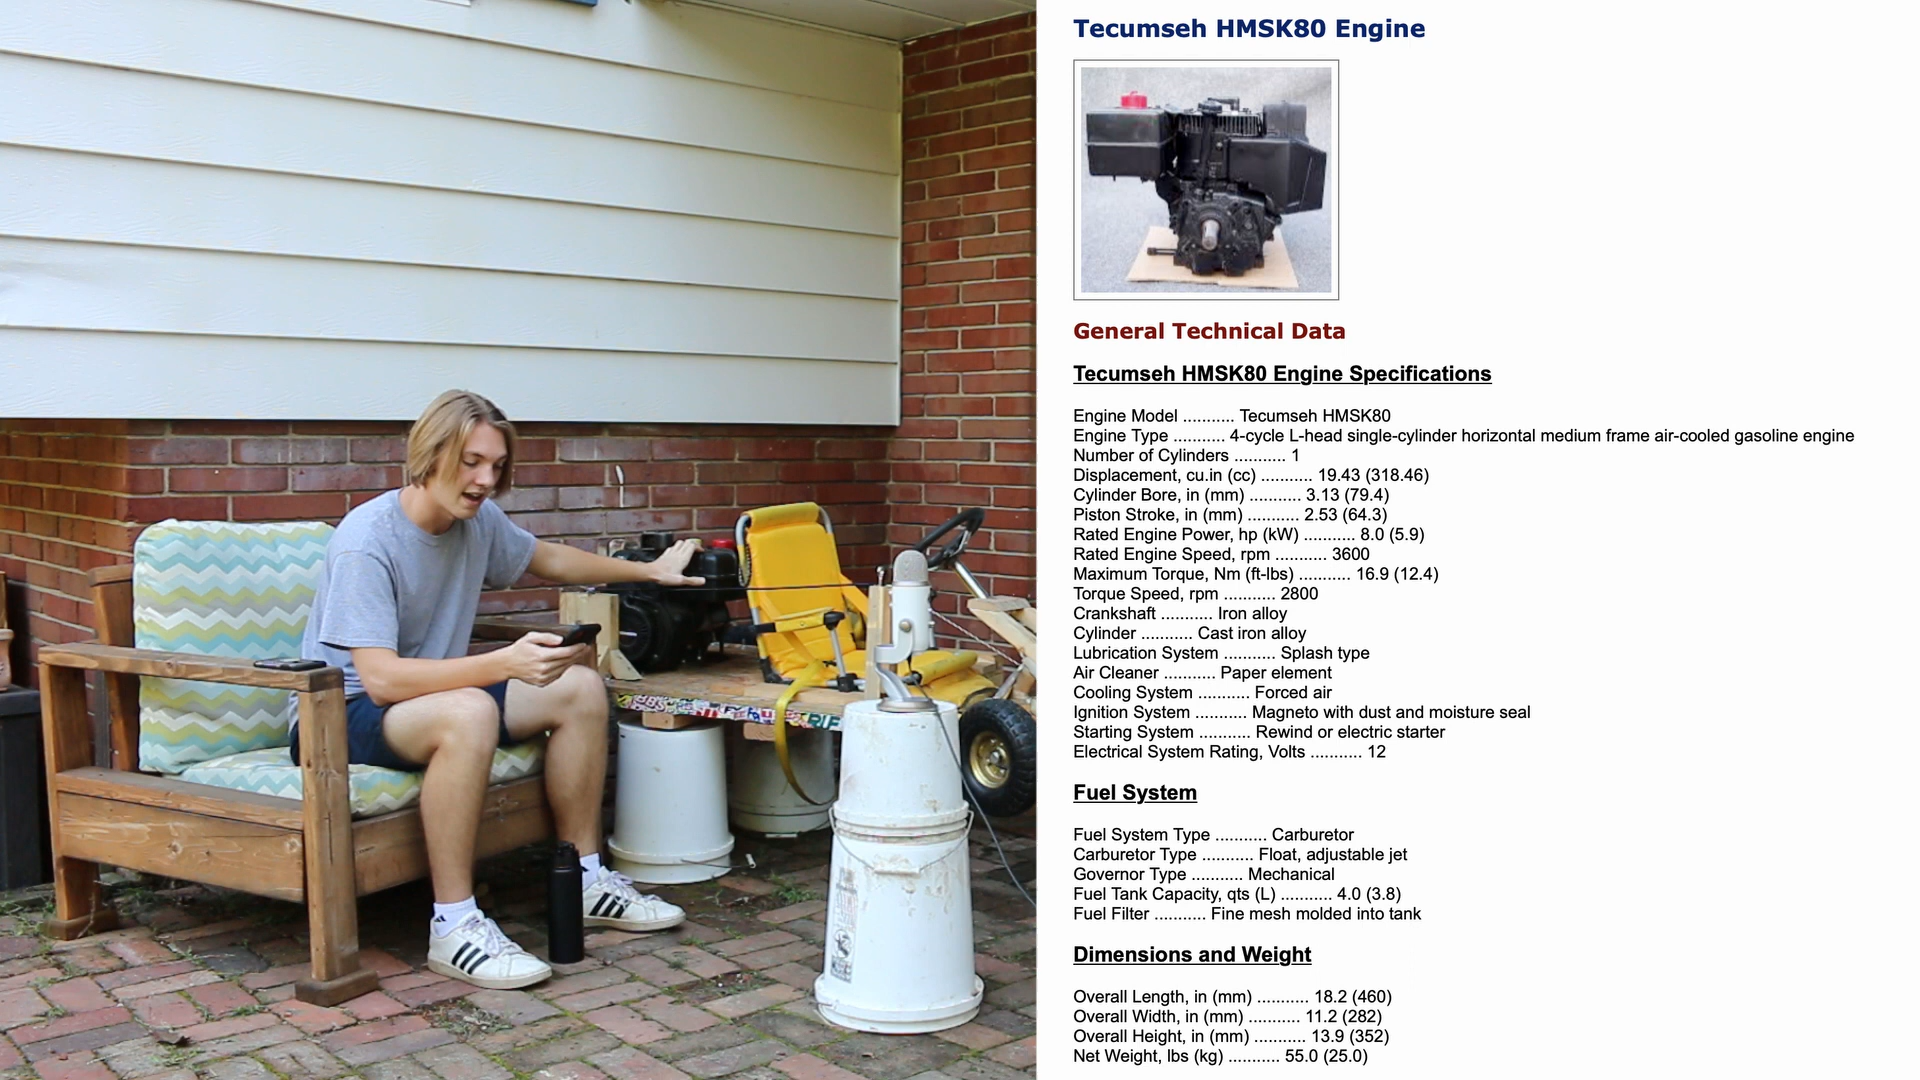 Tecumseh HMSK80 Engine
General Technical Data
Tecumseh HMSK80 Engine Specifications
Engine Model ........... Tecumseh HMSK80
Engine Type ........... 4-cycle L-head single-cylinder horizontal medium frame air-cooled gasoline engine
Number of Cylinders ........... 1
Displacement, cu.in (cc) ........... 19.43 (318.46)
Cylinder Bore, in (mm) ........... 3.13 (79.4)
Piston Stroke, in (mm) ........... 2.53 (64.3)
Rated Engine Power, hp (kW) ........... 8.0 (5.9)
Rated Engine Speed, rpm ........... 3600
Maximum Torque, Nm (ft-lbs) ........... 16.9 (12.4)
Torque Speed, rpm ........... 2800
Crankshaft ........... Iron alloy
Cylinder ........... Cast iron alloy
Lubrication System ........... Splash type
Air Cleaner ........... Paper element
Cooling System ........... Forced air
Ignition System ........... Magneto with dust and moisture seal
Starting System ........... Rewind or electric starter
Electrical System Rating, Volts ........... 12
Fuel System
Fuel System Type ........... Carburetor
Carburetor Type ........... Float, adjustable jet
Governor Type ........... Mechanical
Fuel Tank Capacity, qts (L) ........... 4.0 (3.8)
Fuel Filter ........... Fine mesh molded into tank
Dimensions and Weight
Overall Length, in (mm) ........... 18.2 (460)
Overall Width, in (mm) ........... 11.2 (282)
Overall Height, in (mm) ........... 13.9 (352)
Net Weight, lbs (kg) ........... 55.0 (25.0)